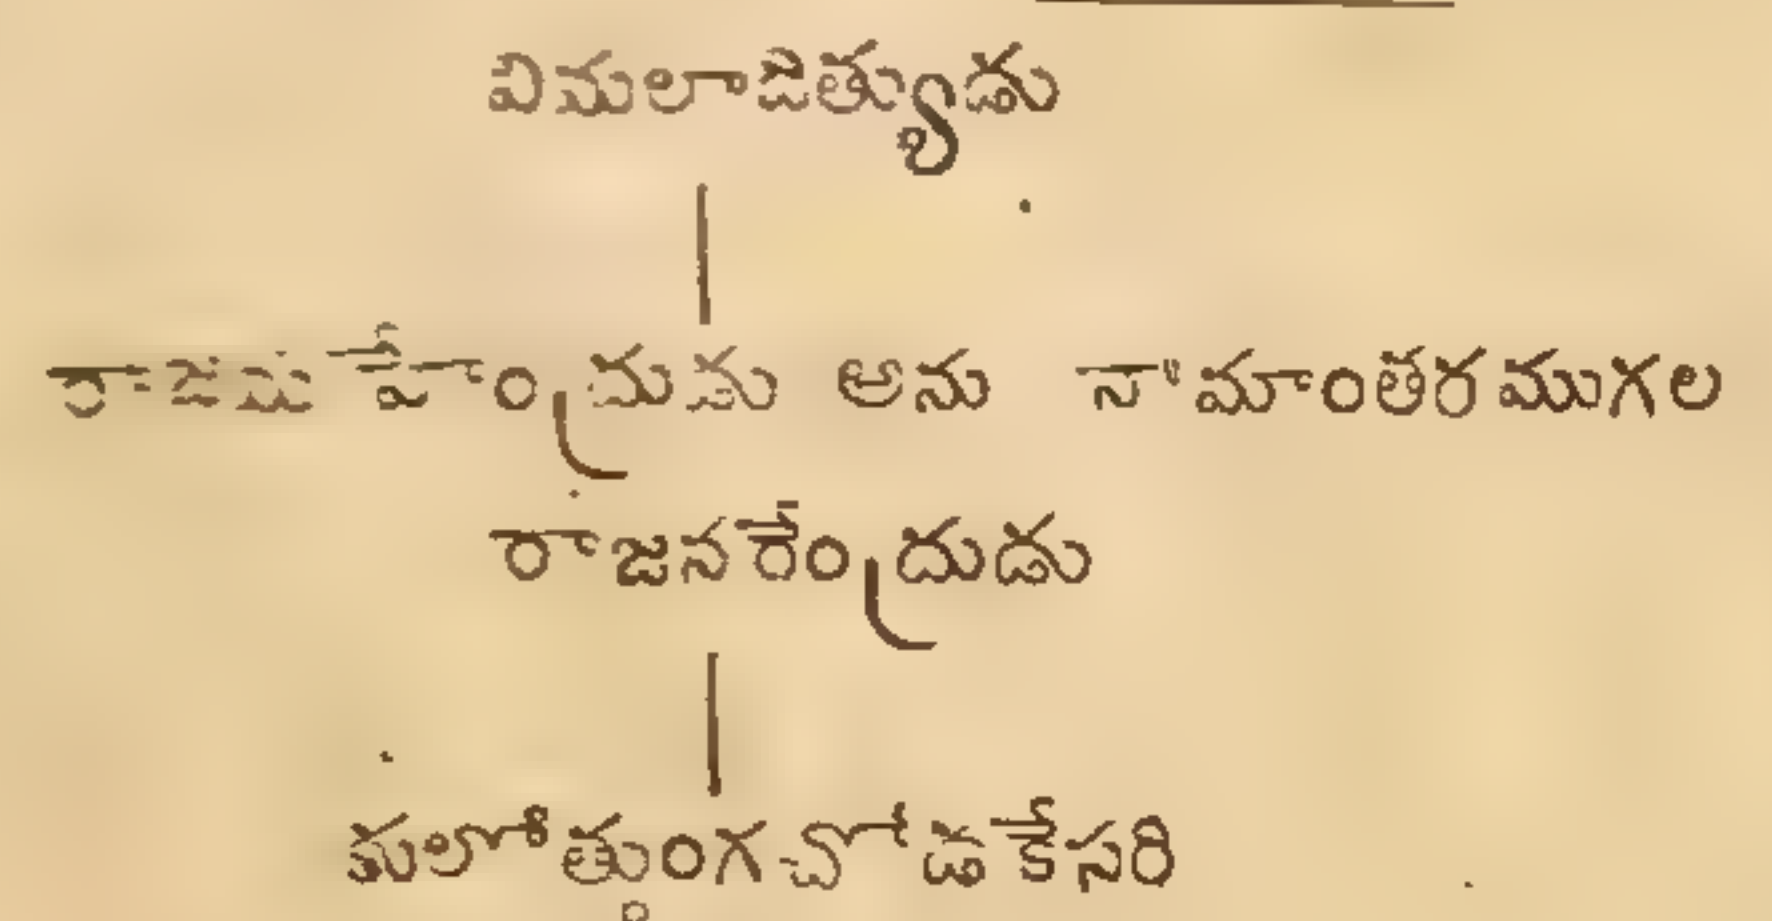 విమలాజెత్యుడు
రాజమహేంద్రుడు అను నామాంతరముగల
రాజనరేంద్రుడు
కులోత్తుంగచోడకేసరి